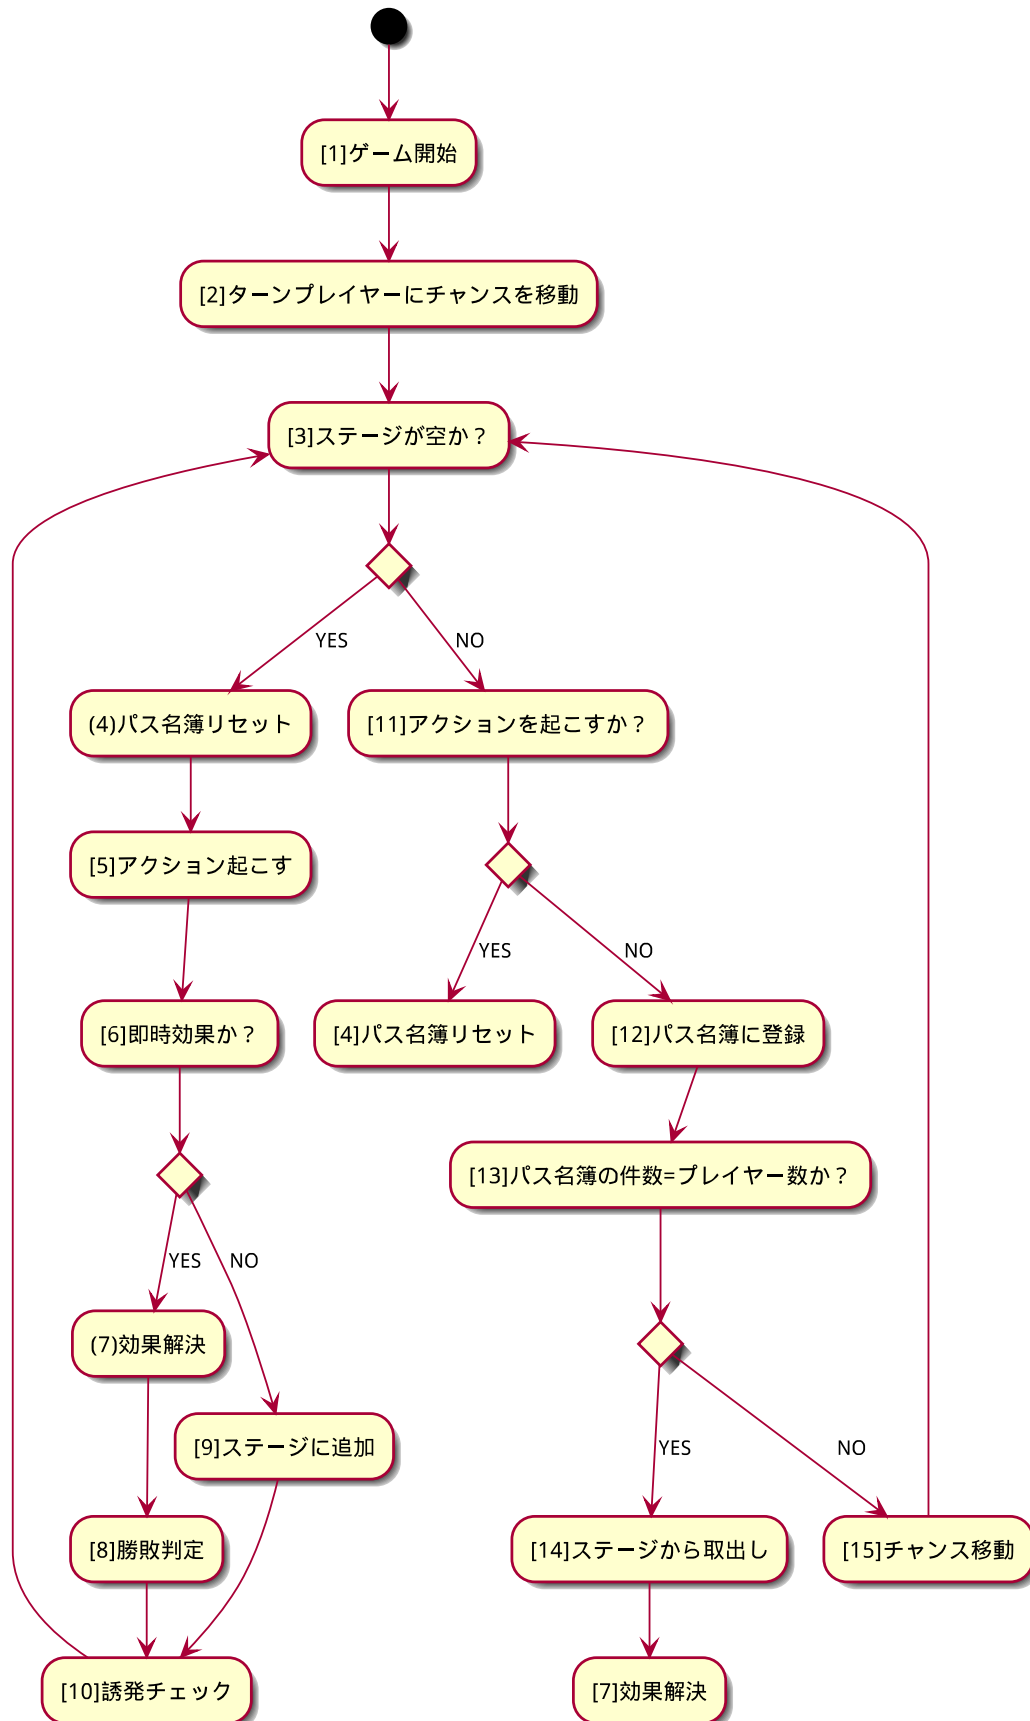 [1]ゲーム開始
[2]ターンプレイヤーにチャンスを移動
[3]ステージが空か？
YES
NO
(4)パス名簿リセット
[11]アクションを起こすか？
[5]アクション起こす
YES
NO
[6]即時効果か？
[4]パス名簿リセット
[12]パス名簿に登録
[13]パス名簿の件数=プレイヤー数か？
YES
NO
(7)効果解決
[9]ステージに追加
YES
NO
[8]勝敗判定
[14]ステージから取出し
[15]チャンス移動
[10]誘発チェック
[7]効果解決